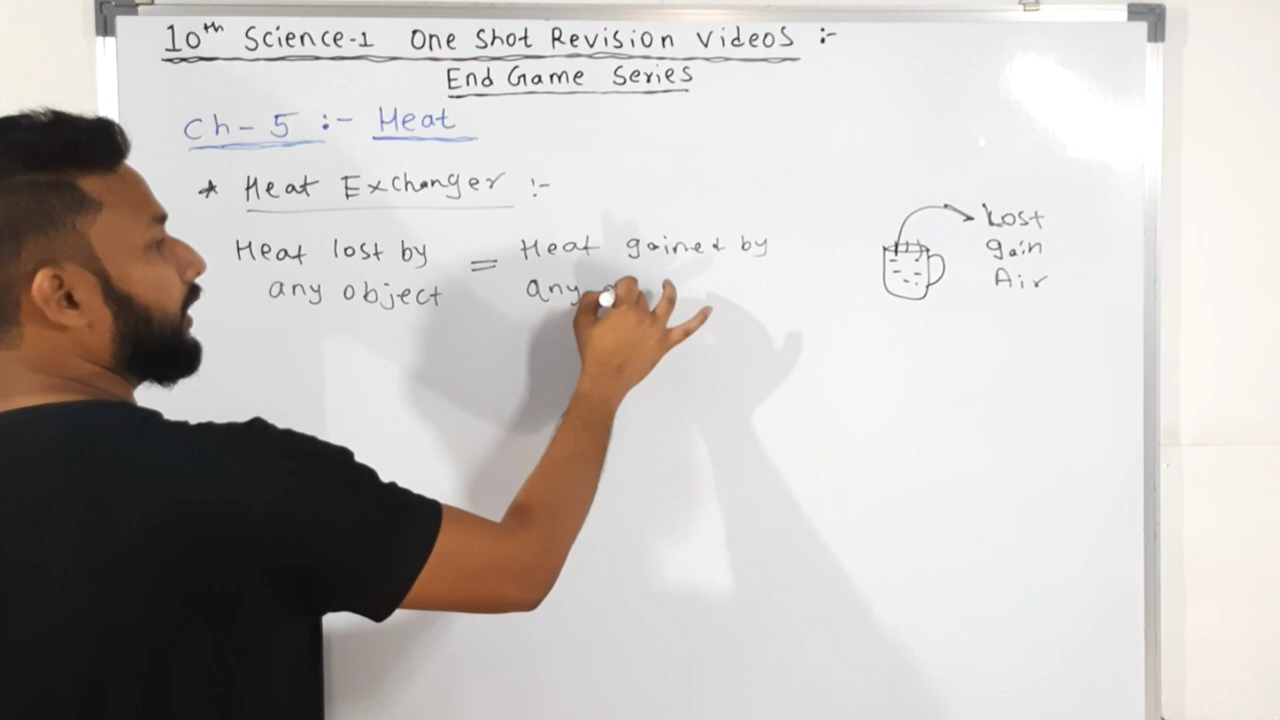 10th Science-1 One Shot Revision Videos :-
End Game Series
Ch-5 :- Heat
* Heat Exchanger :-
Heat lost by
any object
=
Heat gained by
any
Lost
gain
Air